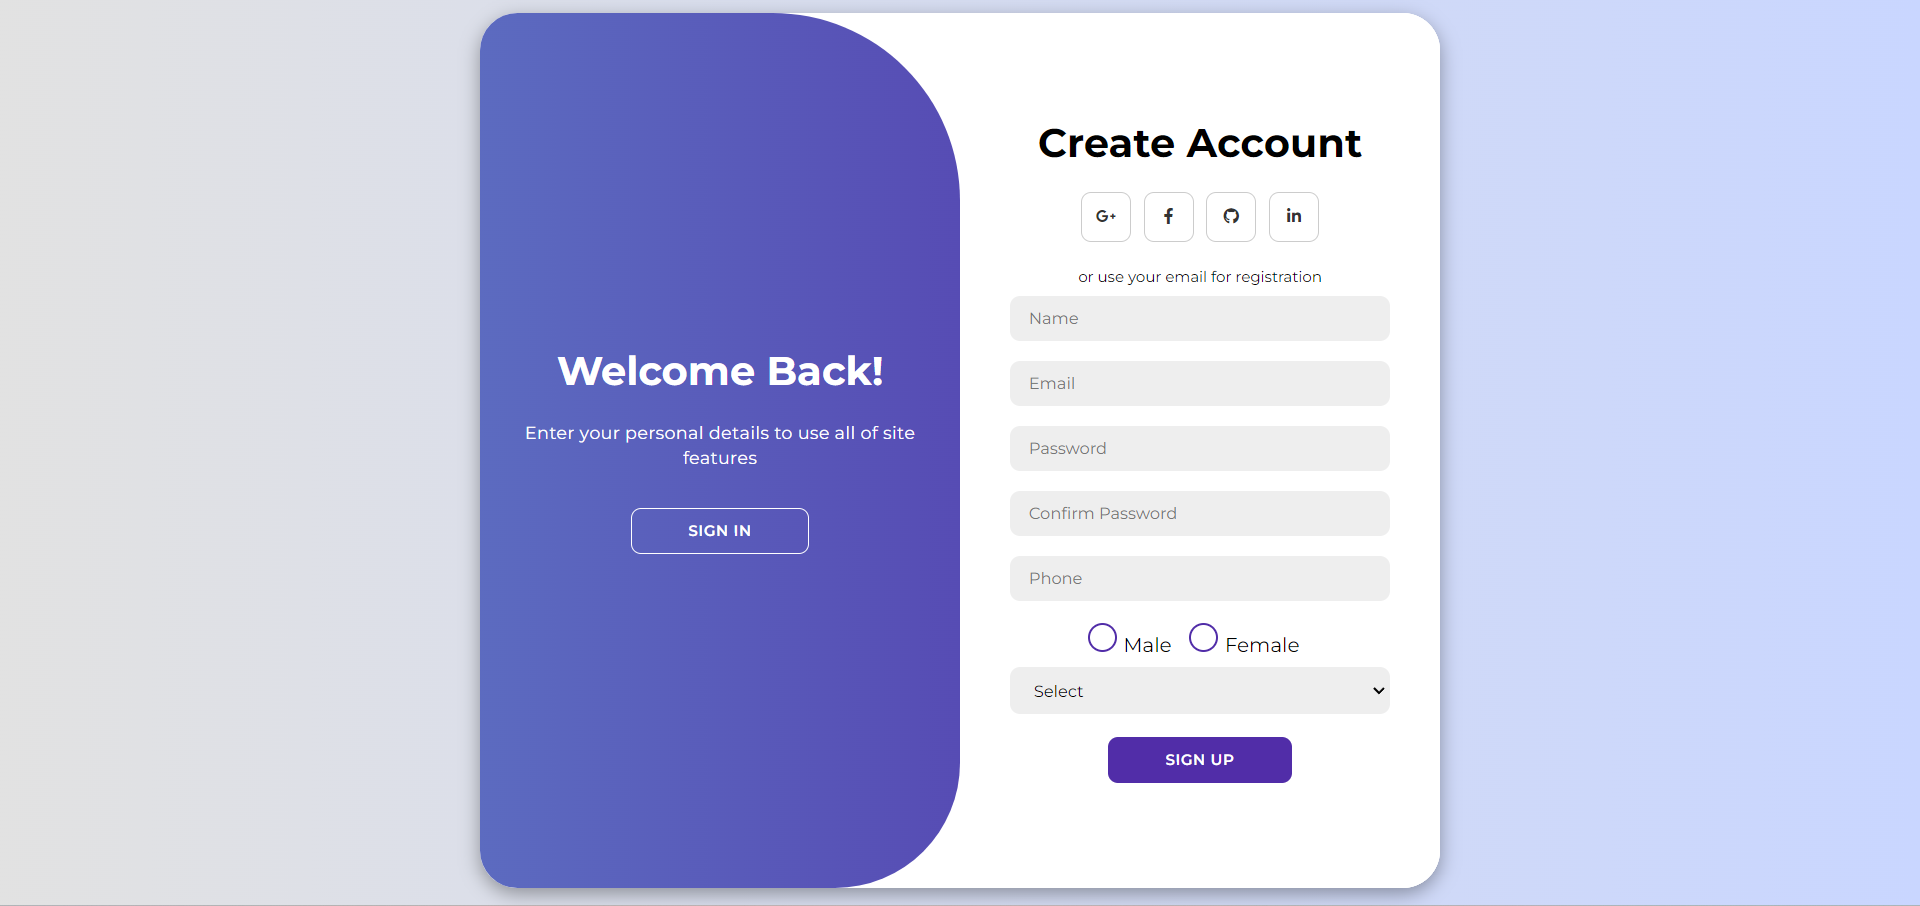 Welcome Back!
Enter your personal details to use all of site
features
SIGN IN
Create Account
G+
f
in
or use your email for registration
Name
Email
Password
Confirm Password
Phone
Male Female
Select
SIGN UP